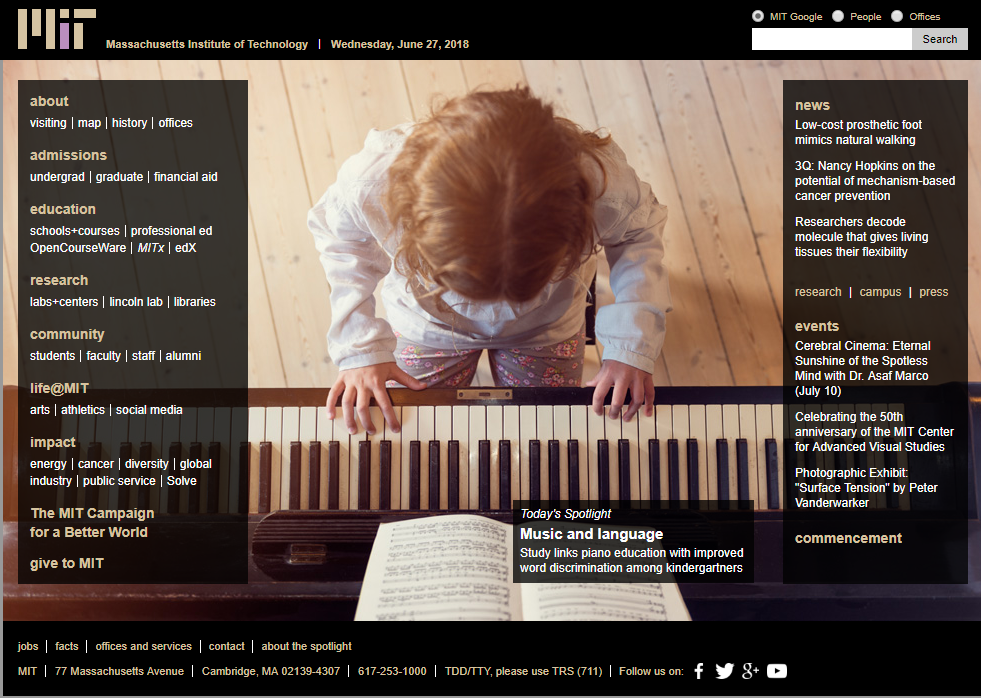 MIT
Massachusetts Institute of Technology | Wednesday, June 27, 2018
MIT Google People Offices
Search
about
visiting | map | history | offices
admissions
undergrad | graduate | financial aid
education
schools+courses | professional ed
OpenCourseWare | MITx | edX
research
labs+centers | lincoln lab | libraries
community
students | faculty | staff | alumni
life@MIT
arts | athletics | social media
impact
energy | cancer | diversity | global
industry | public service | Solve
The MIT Campaign
for a Better World
give to MIT
news
Low-cost prosthetic foot
mimics natural walking
3Q: Nancy Hopkins on the
potential of mechanism-based
cancer prevention
Researchers decode
molecule that gives living
tissues their flexibility
research | campus | press
events
Cerebral Cinema: Eternal
Sunshine of the Spotless
Mind with Dr. Asaf Marco
(July 10)
Celebrating the 50th
anniversary of the MIT Center
for Advanced Visual Studies
Photographic Exhibit:
"Surface Tension" by Peter
Vanderwarker
commencement
Today's Spotlight
Music and language
Study links piano education with improved
word discrimination among kindergartners
jobs | facts | offices and services | contact | about the spotlight
MIT | 77 Massachusetts Avenue | Cambridge, MA 02139-4307 | 617-253-1000 | TDD/TTY, please use TRS (711) | Follow us on: